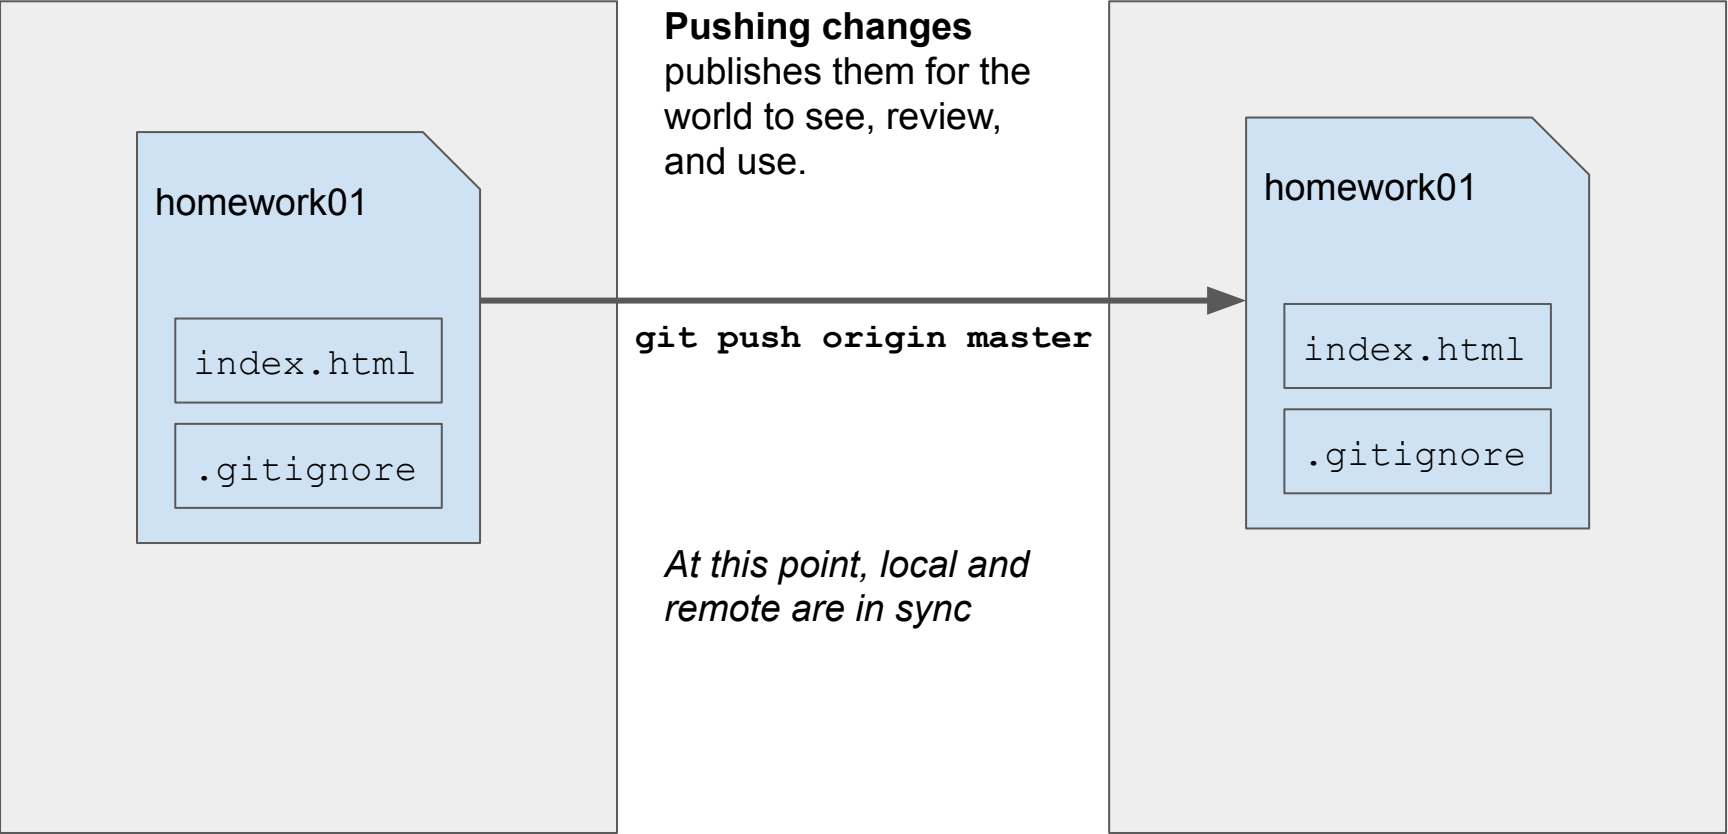 Pushing changes
publishes them for the
world to see, review,
and use.
homework01
index.html
.gitignore
git push origin master
homework01
index.html
.gitignore
At this point, local and
remote are in sync